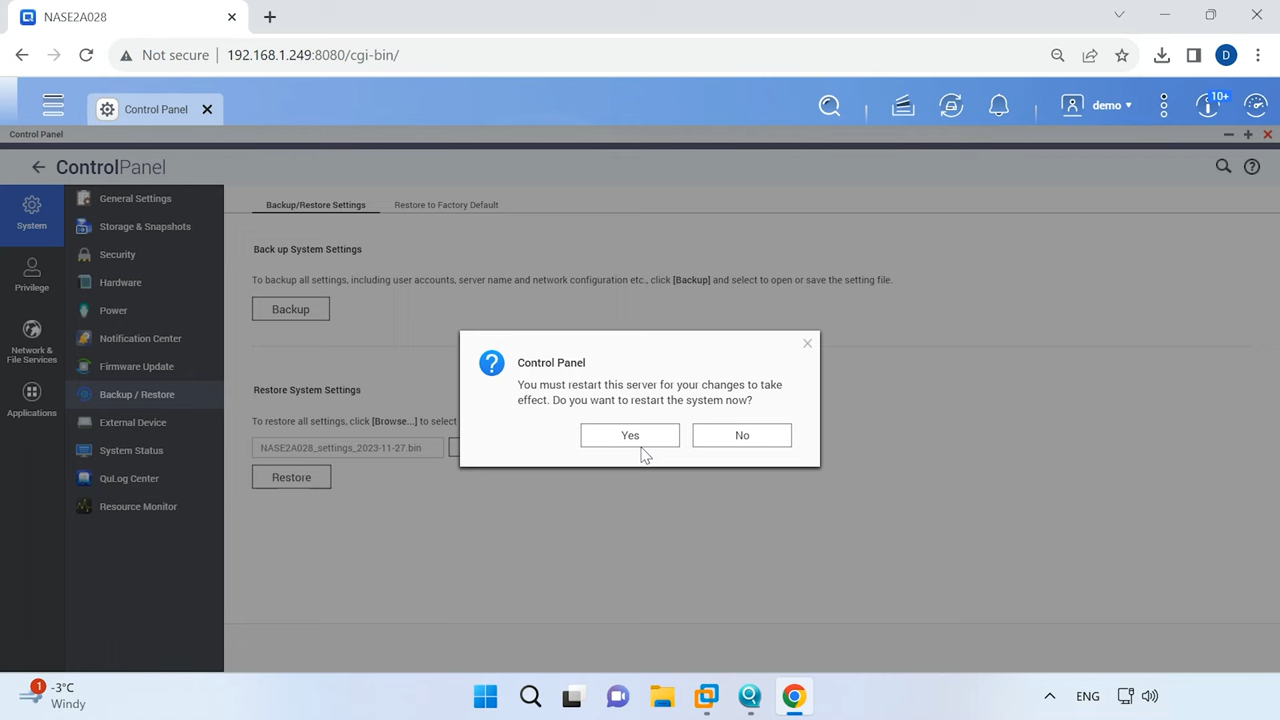 NASE2A028
Not secure
192.168.1.249:8080/cgi-bin/
D
Control Panel
demo
10+
Control Panel
ControlPanel
System
Privilege
Network &
File Services
Applications
General Settings
Storage & Snapshots
Security
Hardware
Power
Notification Center
Firmware Update
Backup / Restore
External Device
System Status
QuLog Center
Resource Monitor
Backup/Restore Settings
Restore to Factory Default
Back up System Settings
To backup all settings, including user accounts, server name and network configuration etc., click [Backup] and select to open or save the setting file.
Backup
Restore System Settings
To restore all settings, click [Browse...] to select
NASE2A028_settings_2023-11-27.bin
Restore
Control Panel
You must restart this server for your changes to take
effect. Do you want to restart the system now?
Yes
No
1
-3°C
Windy
ENG